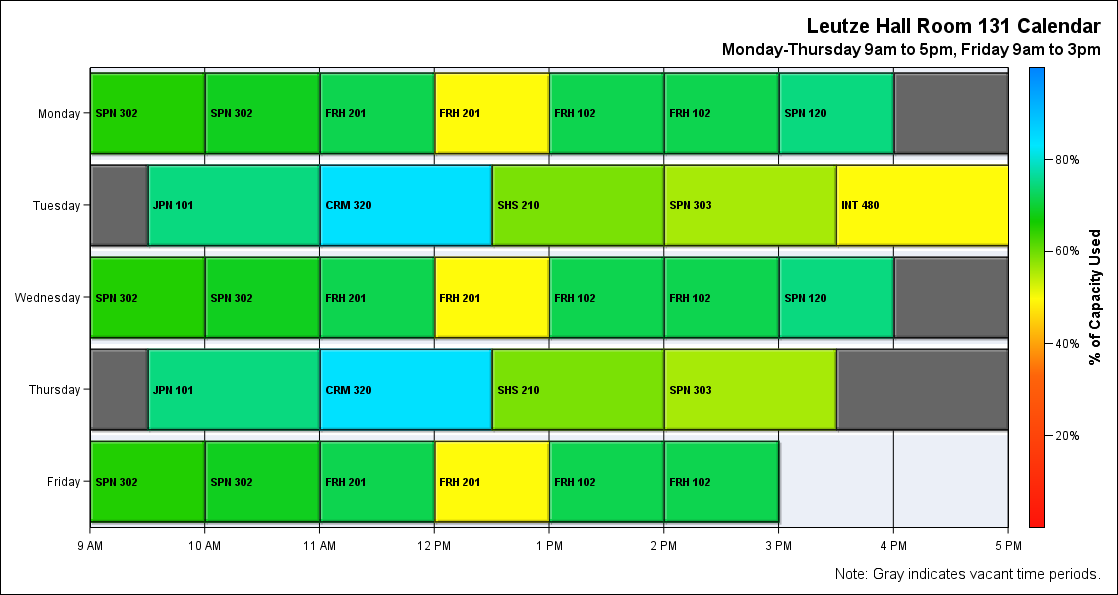 Leutze Hall Room 131 Calendar
Monday-Thursday 9am to 5pm, Friday 9am to 3pm
Monday
SPN 302
SPN 302
FRH 201
FRH 201
FRH 102
FRH 102
SPN 120
Tuesday
JPN 101
CRM 320
SHS 210
SPN 303
INT 480
Wednesday
SPN 302
SPN 302
FRH 201
FRH 201
FRH 102
FRH 102
SPN 120
Thursday
JPN 101
CRM 320
SHS 210
SPN 303
Friday
SPN 302
SPN 302
FRH 201
FRH 201
FRH 102
FRH 102
9 AM
10 AM
11 AM
12 PM
1 PM
2 PM
3 PM
4 PM
5 PM
80%
60%
40%
20%
% of Capacity Used
Note: Gray indicates vacant time periods.